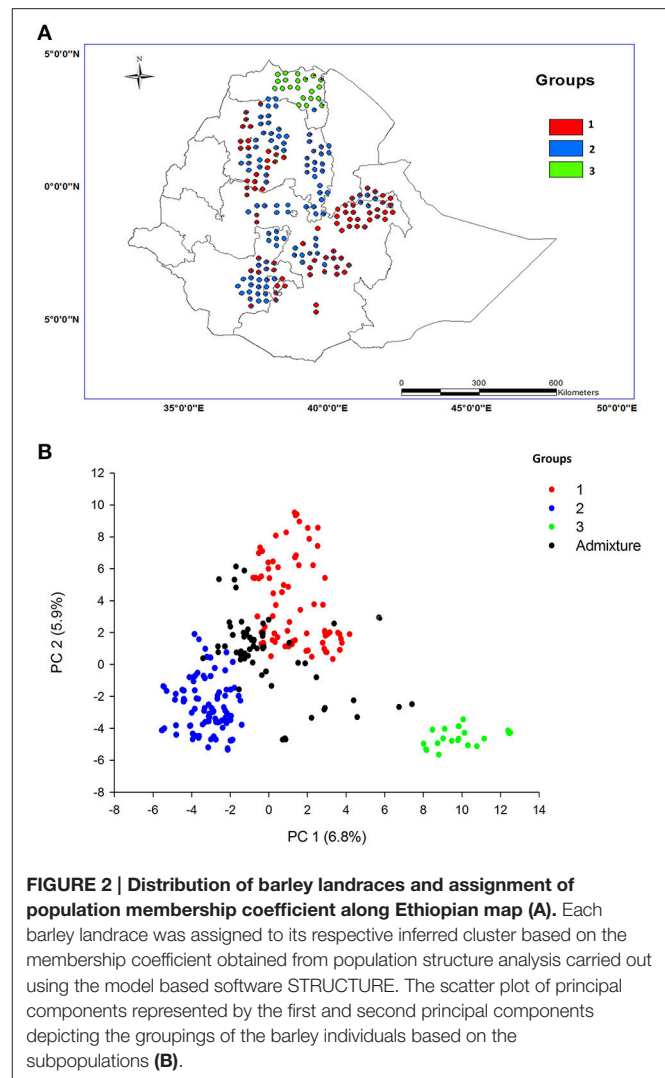 A
5°0'0"N
0°0'0"E
5°0'0"N
N
Groups
1
2
3
0 300 600
Kilometers
35°0'0"E 40°0'0"E 45°0'0"E 50°0'0"E
B
Groups
1
2
3
Admixture
12
10
8
6
4
2
0
-2
-4
-6
-8
PC 2 (5.9%)
-8 -6 -4 -2 0 2 4 6 8 10 12 14
PC 1 (6.8%)
FIGURE 2 | Distribution of barley landraces and assignment of
population membership coefficient along Ethiopian map (A). Each
barley landrace was assigned to its respective inferred cluster based on the
membership coefficient obtained from population structure analysis carried out
using the model based software STRUCTURE. The scatter plot of principal
components represented by the first and second principal components
depicting the groupings of the barley individuals based on the
subpopulations (B).